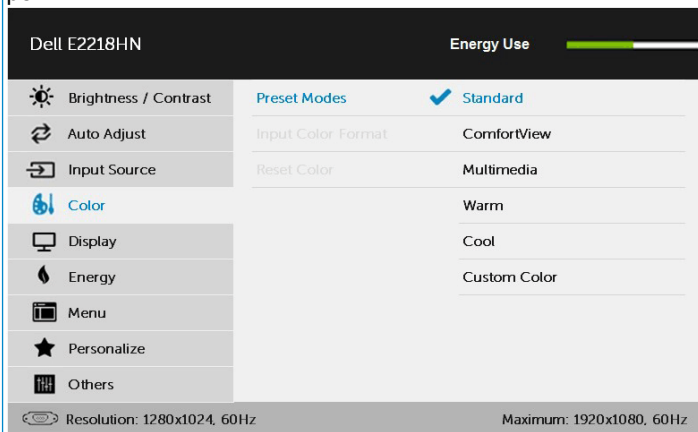 Dell E2218HN Energy Use
Brightness / Contrast Preset Modes Standard
Auto Adjust Input Color Format ComfortView
Input Source Reset Color Multimedia
Color Warm
Display Cool
Energy Custom Color
Menu
Personalize
Others
Resolution: 1280x1024, 60Hz Maximum: 1920x1080, 60Hz